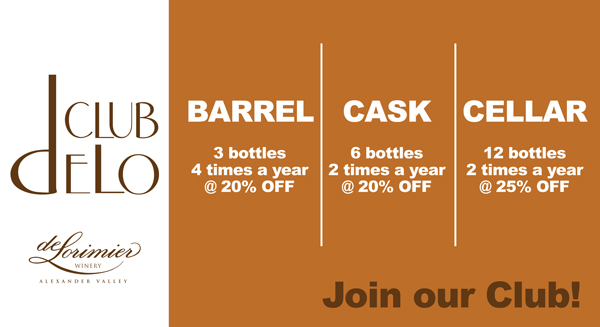 CLUB
deLo
deLorimier
WINERY
ALEXANDER VALLEY
BARREL
3 bottles
4 times a year
@ 20% OFF
CASK
6 bottles
2 times a year
@ 20% OFF
CELLAR
12 bottles
2 times a year
@ 25% OFF
Join our Club!